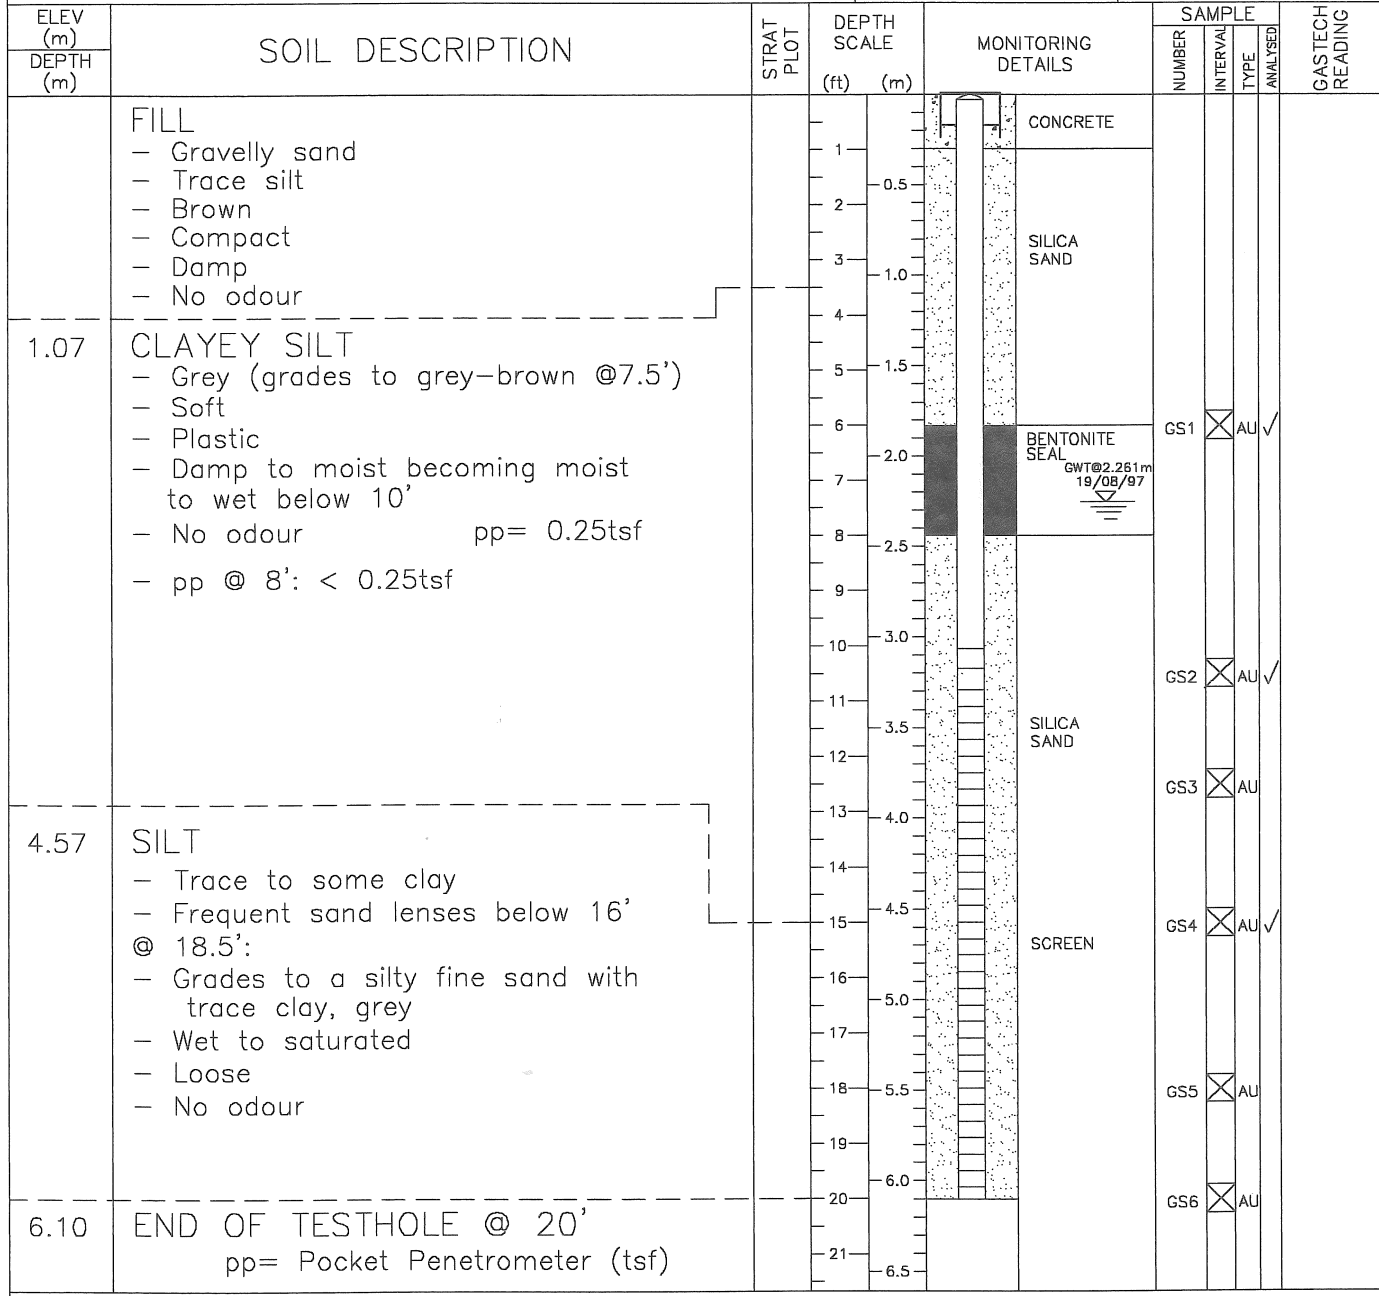 ELEV
(m)
DEPTH
(m)
SOIL DESCRIPTION
STRAT
PLOT
DEPTH
SCALE
(ft) (m)
MONITORING
DETAILS
SAMPLE
NUMBER
INTERVAL
TYPE
ANALYSED
GASTECH
READING
FILL
– Gravelly sand
– Trace silt
– Brown
– Compact
– Damp
– No odour
1.07 CLAYEY SILT
– Grey (grades to grey–brown @7.5')
– Soft
– Plastic
– Damp to moist becoming moist
to wet below 10'
– No odour pp= 0.25tsf
– pp @ 8': < 0.25tsf
4.57 SILT
– Trace to some clay
– Frequent sand lenses below 16'
@ 18.5':
– Grades to a silty fine sand with
trace clay, grey
– Wet to saturated
– Loose
– No odour
6.10 END OF TESTHOLE @ 20'
pp= Pocket Penetrometer (tsf)
1
2
3
4
5
6
7
8
9
10
11
12
13
14
15
16
17
18
19
20
21
0.5
1.0
1.5
2.0
2.5
3.0
3.5
4.0
4.5
5.0
5.5
6.0
6.5
CONCRETE
SILICA
SAND
BENTONITE
SEAL
GWT@2.261m
19/08/97
SILICA
SAND
SCREEN
GS1 AU √
GS2 AU √
GS3 AU
GS4 AU √
GS5 AU
GS6 AU